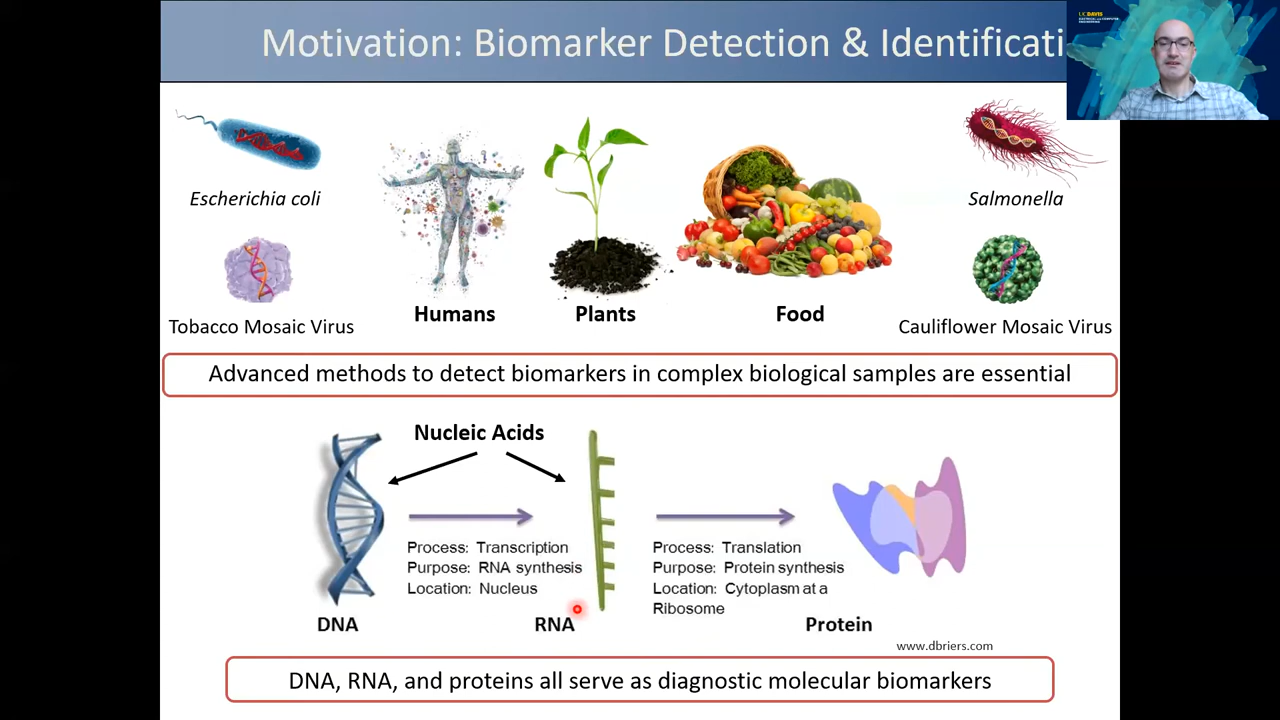 Motivation: Biomarker Detection & Identificati
UCDAVIS
Escherichia coli
Salmonella
Tobacco Mosaic Virus
Humans
Plants
Food
Cauliflower Mosaic Virus
Advanced methods to detect biomarkers in complex biological samples are essential
Nucleic Acids
Process: Transcription
Purpose: RNA synthesis
Location: Nucleus
Process: Translation
Purpose: Protein synthesis
Location: Cytoplasm at a
Ribosome
DNA
RNA
Protein
www.dbriers.com
DNA, RNA, and proteins all serve as diagnostic molecular biomarkers